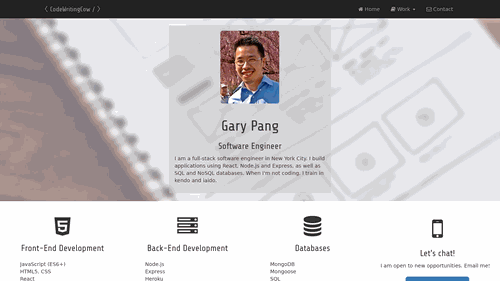 < CodeWritingCow / >
Home
Work
Contact
Gary Pang
Software Engineer
I am a full-stack software engineer in New York City. I build
applications using React, Node.js and Express, as well as
SQL and NoSQL databases. When I'm not coding, I train in
kendo and iaido.
Front-End Development
JavaScript (ES6+)
HTML5, CSS
React
Back-End Development
Node.js
Express
Heroku
Databases
MongoDB
Mongoose
SQL
Let's chat!
I am open to new opportunities. Email me!